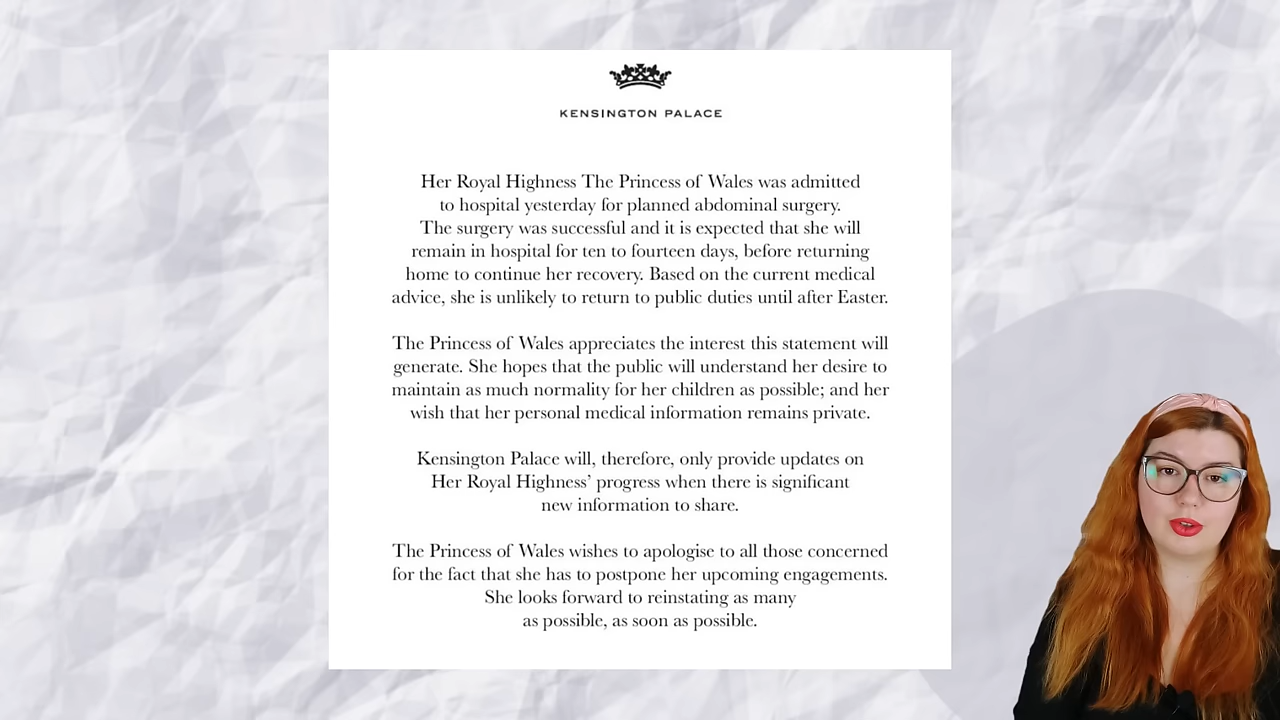 KENSINGTON PALACE
Her Royal Highness The Princess of Wales was admitted
to hospital yesterday for planned abdominal surgery.
The surgery was successful and it is expected that she will
remain in hospital for ten to fourteen days, before returning
home to continue her recovery. Based on the current medical
advice, she is unlikely to return to public duties until after Easter.
The Princess of Wales appreciates the interest this statement will
generate. She hopes that the public will understand her desire to
maintain as much normality for her children as possible; and her
wish that her personal medical information remains private.
Kensington Palace will, therefore, only provide updates on
Her Royal Highness’ progress when there is significant
new information to share.
The Princess of Wales wishes to apologise to all those concerned
for the fact that she has to postpone her upcoming engagements.
She looks forward to reinstating as many
as possible, as soon as possible.